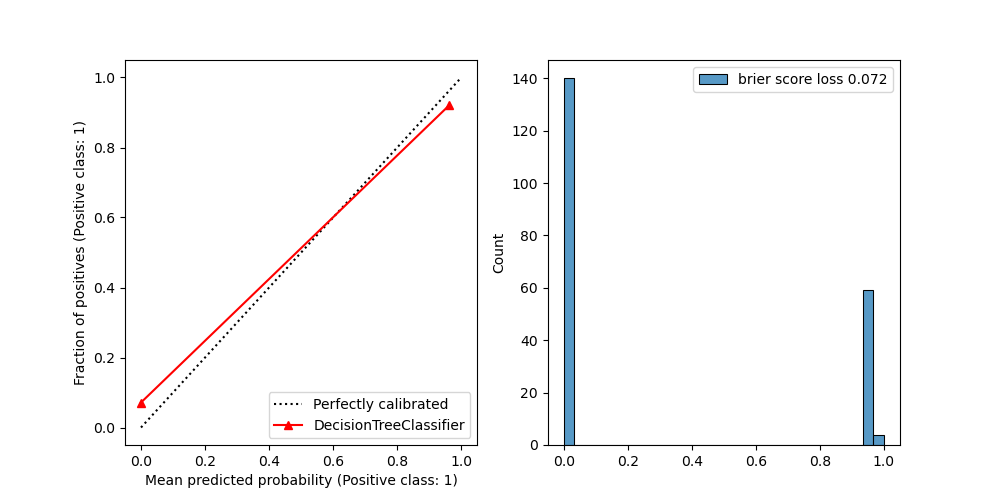 1.0
0.8
0.6
0.4
0.2
0.0
Fraction of positives (Positive class: 1)
Perfectly calibrated
DecisionTreeClassifier
0.0 0.2 0.4 0.6 0.8 1.0
Mean predicted probability (Positive class: 1)
brier score loss 0.072
140
120
100
80
60
40
20
0
Count
0.0 0.2 0.4 0.6 0.8 1.0